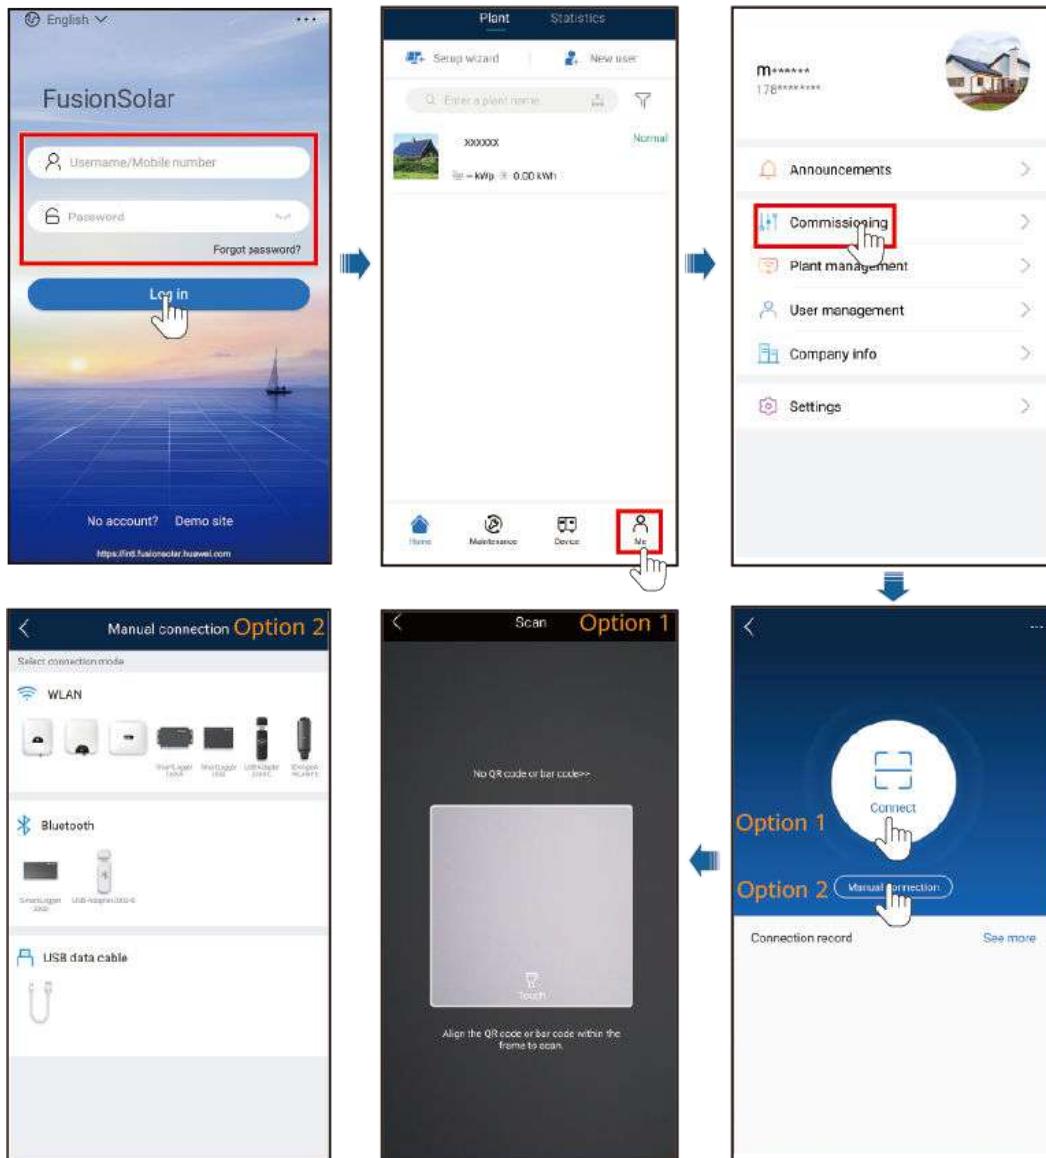 English
FusionSolar
Username/Mobile number
Password
Forgot password?
Log in
No account? Demo site
https://intl.fusionsolar.huawei.com
Plant Statistics
Setup wizard New user
Enter a plant name
xxxxxx Normal
-- kWp 0.00 kWh
Home Maintenance Device Me
m******
178********
Announcements
Commissioning
Plant management
User management
Company info
Settings
Connect
Option 1
Option 2 Manual connection
Connection record See more
Scan Option 1
No QR code or bar code>>
Touch
Align the QR code or bar code within the
frame to scan.
Manual connection Option 2
Select connection mode
WLAN
SmartLogger SmartLogger
Bluetooth
SmartLogger
USB data cable